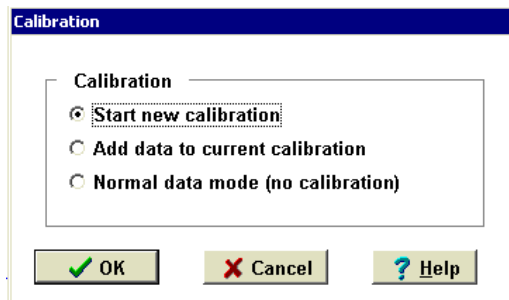 Calibration
Calibration
Start new calibration
Add data to current calibration
Normal data mode (no calibration)
OK Cancel Help